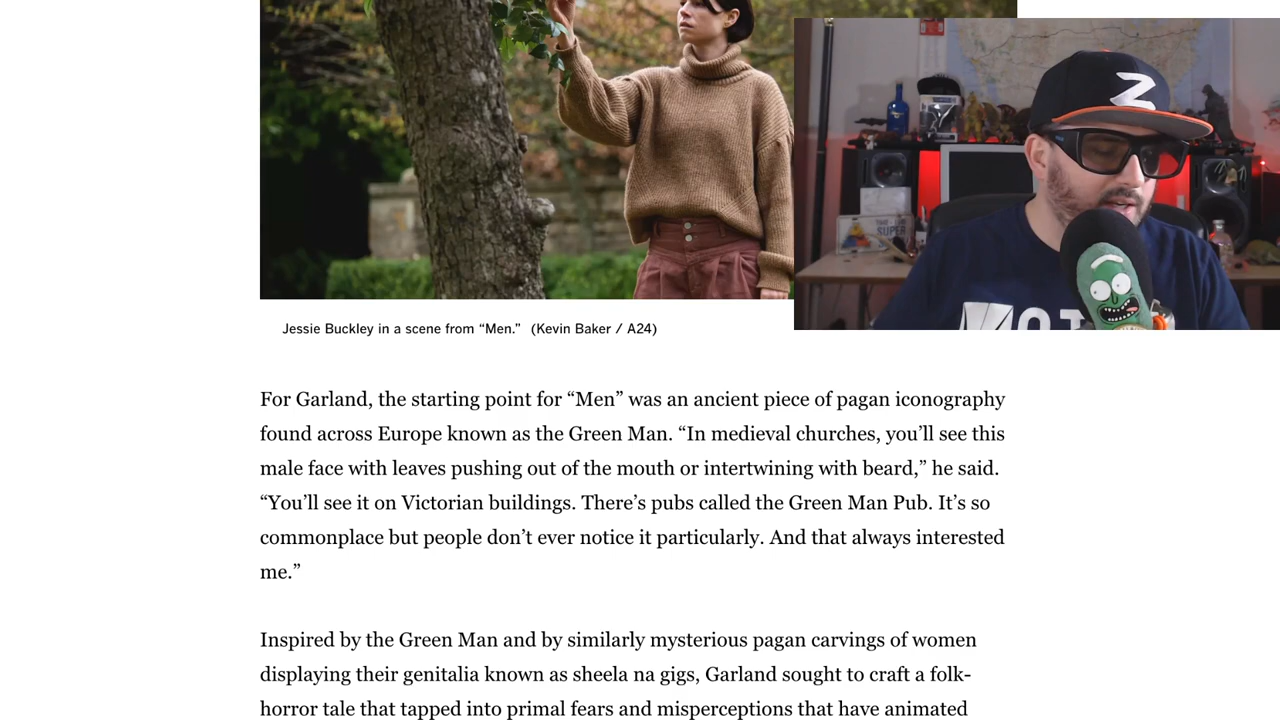 Jessie Buckley in a scene from “Men.” (Kevin Baker / A24)
For Garland, the starting point for “Men” was an ancient piece of pagan iconography
found across Europe known as the Green Man. “In medieval churches, you’ll see this
male face with leaves pushing out of the mouth or intertwining with beard,” he said.
“You’ll see it on Victorian buildings. There’s pubs called the Green Man Pub. It’s so
commonplace but people don’t ever notice it particularly. And that always interested
me.”
Inspired by the Green Man and by similarly mysterious pagan carvings of women
displaying their genitalia known as sheela na gigs, Garland sought to craft a folk-
horror tale that tapped into primal fears and misperceptions that have animated
Z
SUPER